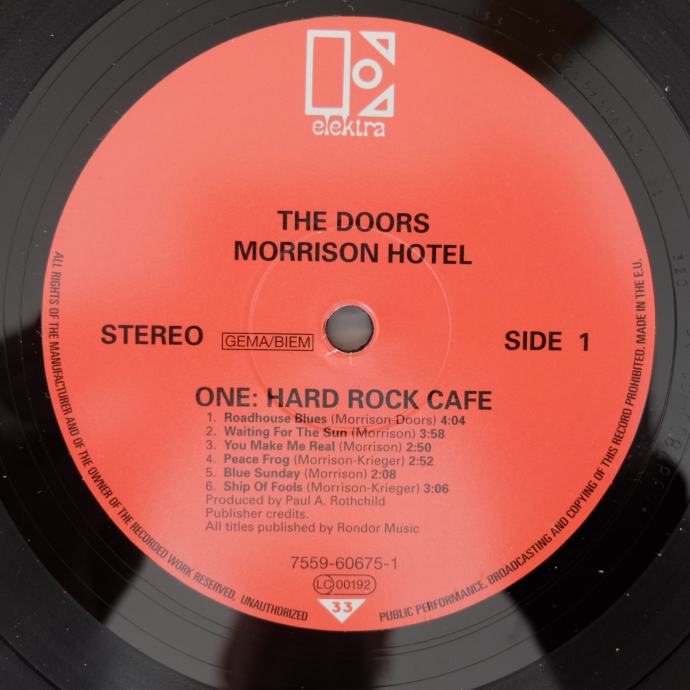 elektra
THE DOORS
MORRISON HOTEL
STEREO GEMA/BIEM SIDE 1
ONE: HARD ROCK CAFE
1. Roadhouse Blues (Morrison-Doors) 4:04
2. Waiting For The Sun (Morrison) 3:58
3. You Make Me Real (Morrison) 2:50
4. Peace Frog (Morrison-Krieger) 2:52
5. Blue Sunday (Morrison) 2:08
6. Ship Of Fools (Morrison-Krieger) 3:06
Produced by Paul A. Rothchild
Publisher credits.
All titles published by Rondor Music
7559-60675-1
LC 00192
33
ALL RIGHTS OF THE MANUFACTURER AND OF THE OWNER OF THE RECORDED WORK RESERVED. UNAUTHORIZED PUBLIC PERFORMANCE, BROADCASTING AND COPYING OF THIS RECORD PROHIBITED. MADE IN THE E.U.